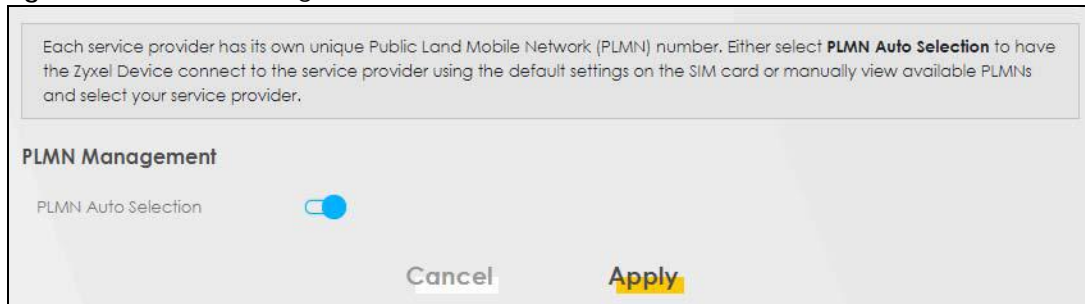 Each service provider has its own unique Public Land Mobile Network (PLMN) number. Either select PLMN Auto Selection to have
the Zyxel Device connect to the service provider using the default settings on the SIM card or manually view available PLMNs
and select your service provider.
PLMN Management
PLMN Auto Selection
Cancel Apply